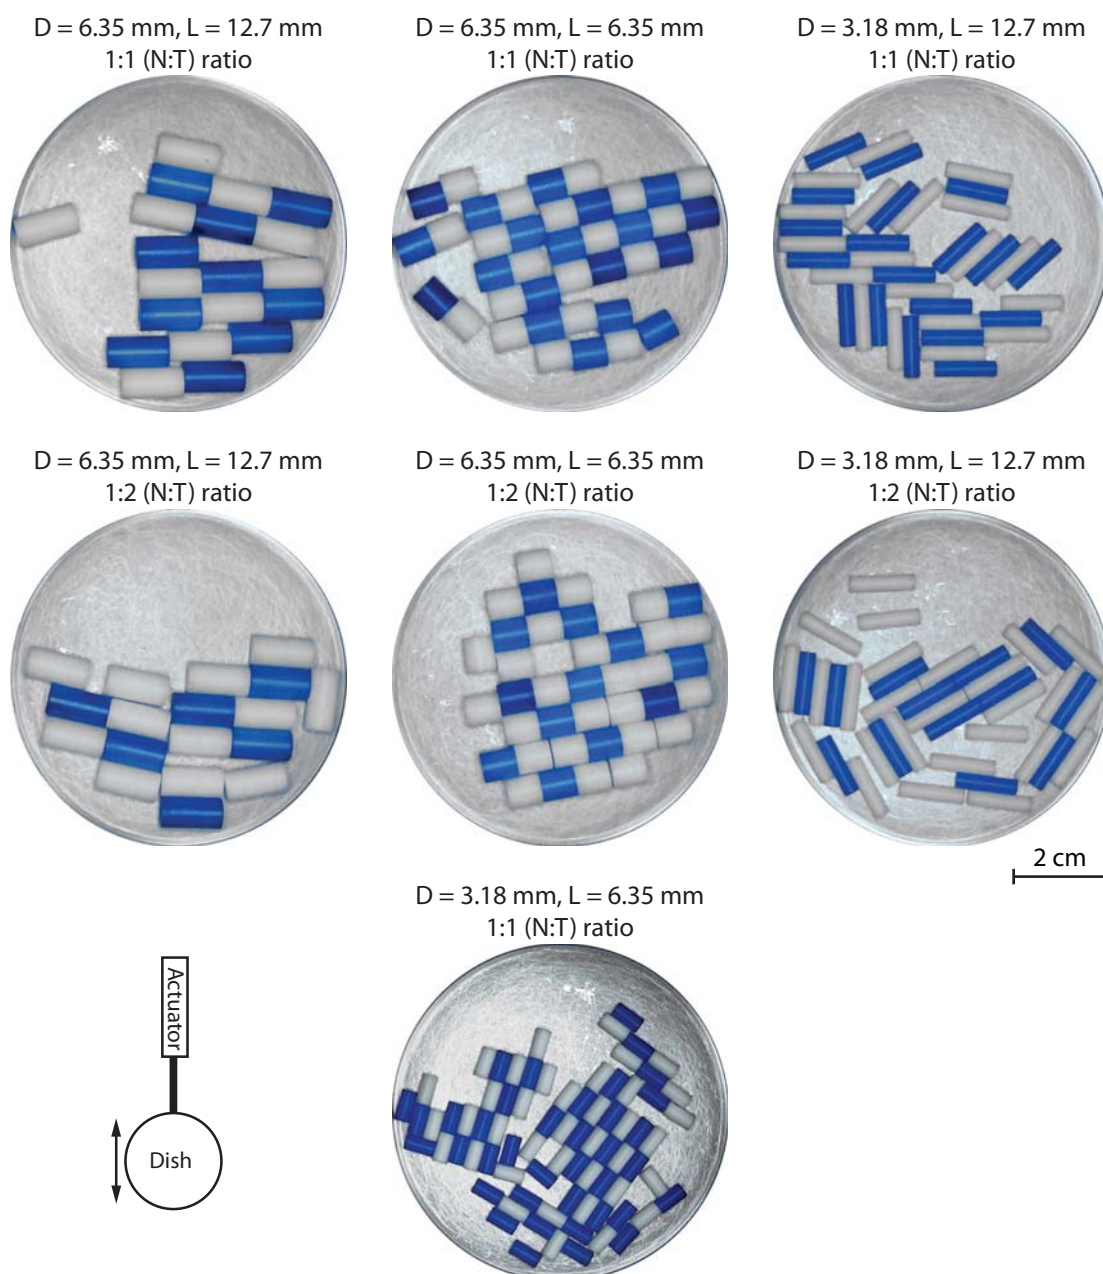 D = 6.35 mm, L = 12.7 mm
1:1 (N:T) ratio
D = 6.35 mm, L = 6.35 mm
1:1 (N:T) ratio
D = 3.18 mm, L = 12.7 mm
1:1 (N:T) ratio
D = 6.35 mm, L = 12.7 mm
1:2 (N:T) ratio
D = 6.35 mm, L = 6.35 mm
1:2 (N:T) ratio
D = 3.18 mm, L = 12.7 mm
1:2 (N:T) ratio
2 cm
D = 3.18 mm, L = 6.35 mm
1:1 (N:T) ratio
Actuator
Dish